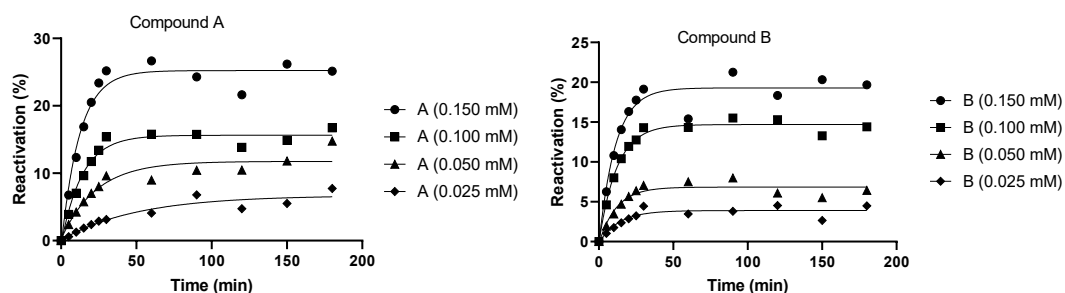 Compound A
Reactivation (%)
30
20
10
0
0
50
100
150
200
Time (min)
A (0.150 mM)
A (0.100 mM)
A (0.050 mM)
A (0.025 mM)
Compound B
Reactivation (%)
25
20
15
10
5
0
0
50
100
150
200
Time (min)
B (0.150 mM)
B (0.100 mM)
B (0.050 mM)
B (0.025 mM)